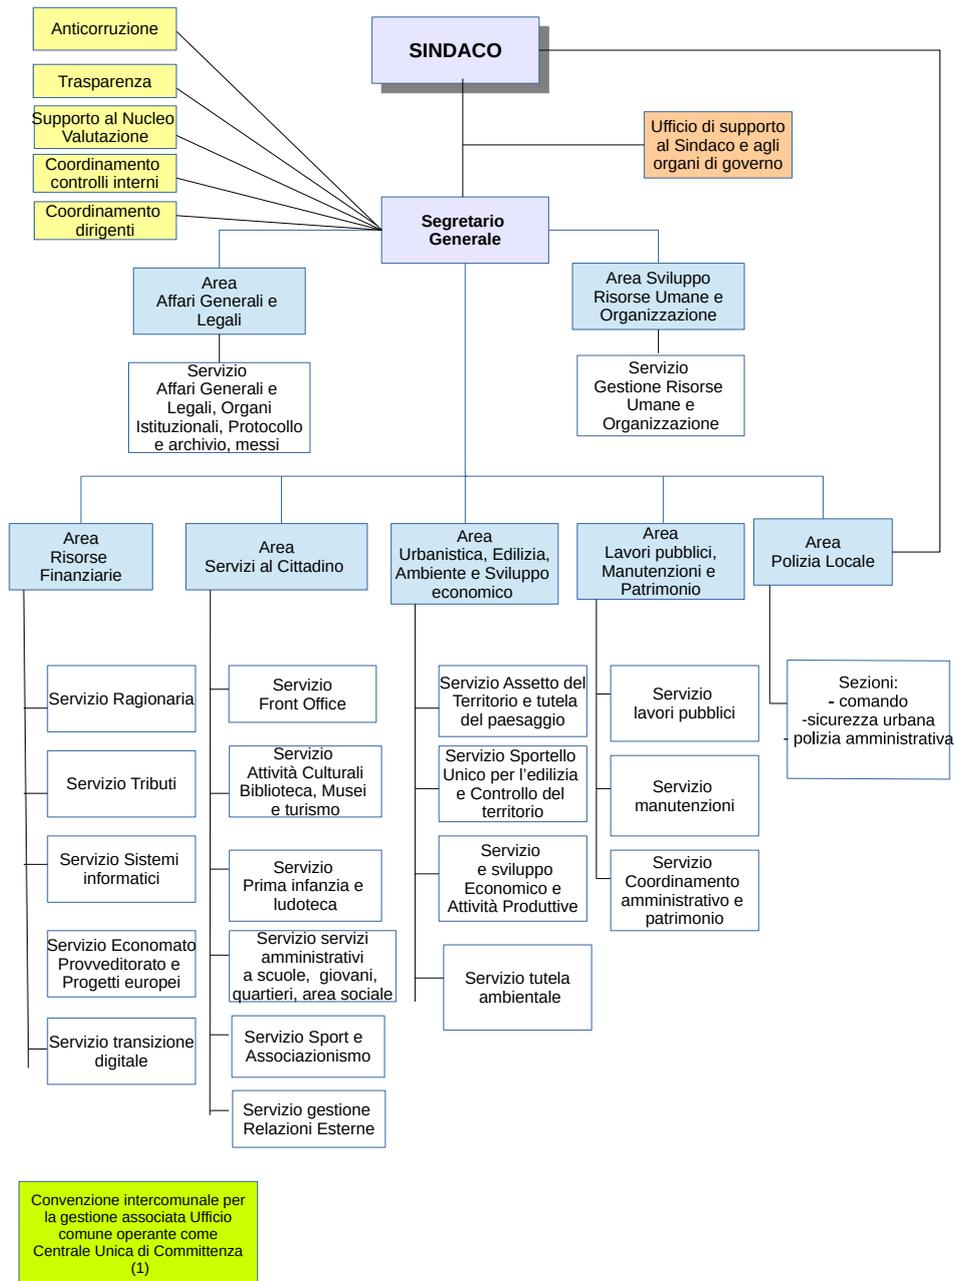 Anticorruzione
SINDACO
Trasparenza
Supporto al Nucleo
Valutazione
Ufficio di supporto
al Sindaco e agli
organi di governo
Coordinamento
controlli interni
Coordinamento
dirigenti
Segretario
Generale
Area
Affari Generali e
Legali
Area Sviluppo
Risorse Umane e
Organizzazione
Servizio
Affari Generali e
Legali, Organi
Istituzionali, Protocollo
e archivio, messi
Servizio
Gestione Risorse
Umane e
Organizzazione
Area
Risorse
Finanziarie
Area
Servizi al Cittadino
Area
Urbanistica, Edilizia,
Ambiente e Sviluppo
economico
Area
Lavori pubblici,
Manutenzioni e
Patrimonio
Area
Polizia Locale
Servizio Ragionaria
Servizio Tributi
Servizio Sistemi
informatici
Servizio Economato
Provveditorato e
Progetti europei
Servizio transizione
digitale
Servizio
Front Office
Servizio
Attività Culturali
Biblioteca, Musei
e turismo
Servizio
Prima infanzia e
ludoteca
Servizio servizi
amministrativi
a scuole, giovani,
quartieri, area sociale
Servizio Sport e
Associazionismo
Servizio gestione
Relazioni Esterne
Servizio Assetto del
Territorio e tutela
del paesaggio
Servizio Sportello
Unico per l'edilizia
e Controllo del
territorio
Servizio
e sviluppo
Economico e
Attività Produttive
Servizio tutela
ambientale
Servizio
lavori pubblici
Servizio
manutenzioni
Servizio
Coordinamento
amministrativo e
patrimonio
Sezioni:
- comando
-sicurezza urbana
- polizia amministrativa
Convenzione intercomunale per
la gestione associata Ufficio
comune operante come
Centrale Unica di Committenza
(1)